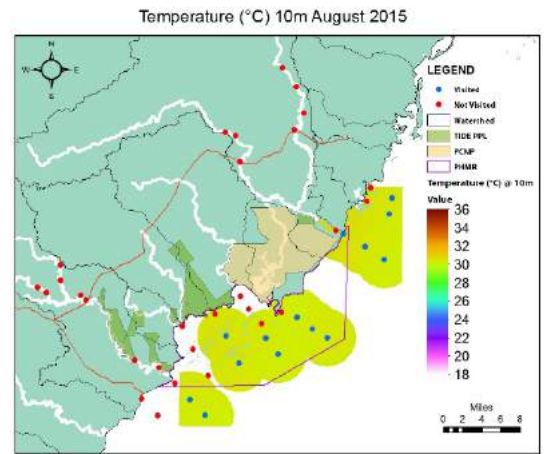 Temperature (°C) 10m August 2015
N
W E
S
LEGEND
Visited
Not Visited
Watershed
TIDE PPL
PCNP
PHMR
Temperature (°C) @ 10m
Value
36
34
32
30
28
26
24
22
20
18
Miles
0 1 2 4 6 8